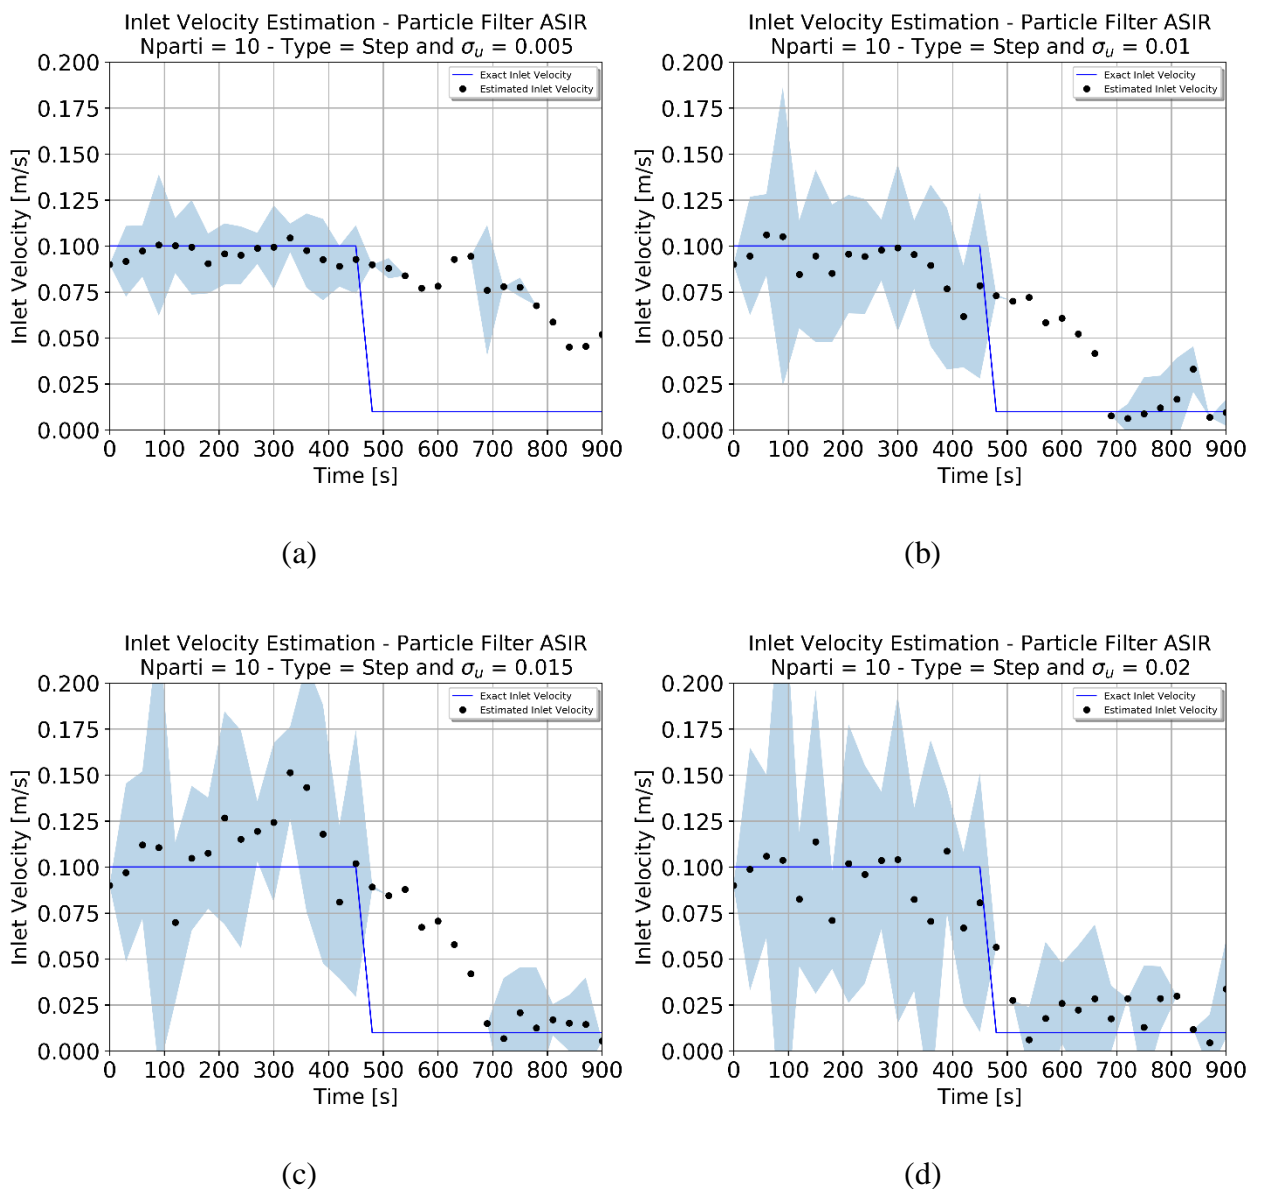 Inlet Velocity Estimation - Particle Filter ASIR
Nparti = 10 - Type = Step and σ_u = 0.005
Exact Inlet Velocity
Estimated Inlet Velocity
0.200
0.175
0.150
0.125
0.100
0.075
0.050
0.025
0.000
Inlet Velocity [m/s]
0 100 200 300 400 500 600 700 800 900
Time [s]
(a)
Inlet Velocity Estimation - Particle Filter ASIR
Nparti = 10 - Type = Step and σ_u = 0.01
Exact Inlet Velocity
Estimated Inlet Velocity
0.200
0.175
0.150
0.125
0.100
0.075
0.050
0.025
0.000
Inlet Velocity [m/s]
0 100 200 300 400 500 600 700 800 900
Time [s]
(b)
Inlet Velocity Estimation - Particle Filter ASIR
Nparti = 10 - Type = Step and σ_u = 0.015
Exact Inlet Velocity
Estimated Inlet Velocity
0.200
0.175
0.150
0.125
0.100
0.075
0.050
0.025
0.000
Inlet Velocity [m/s]
0 100 200 300 400 500 600 700 800 900
Time [s]
(c)
Inlet Velocity Estimation - Particle Filter ASIR
Nparti = 10 - Type = Step and σ_u = 0.02
Exact Inlet Velocity
Estimated Inlet Velocity
0.200
0.175
0.150
0.125
0.100
0.075
0.050
0.025
0.000
Inlet Velocity [m/s]
0 100 200 300 400 500 600 700 800 900
Time [s]
(d)